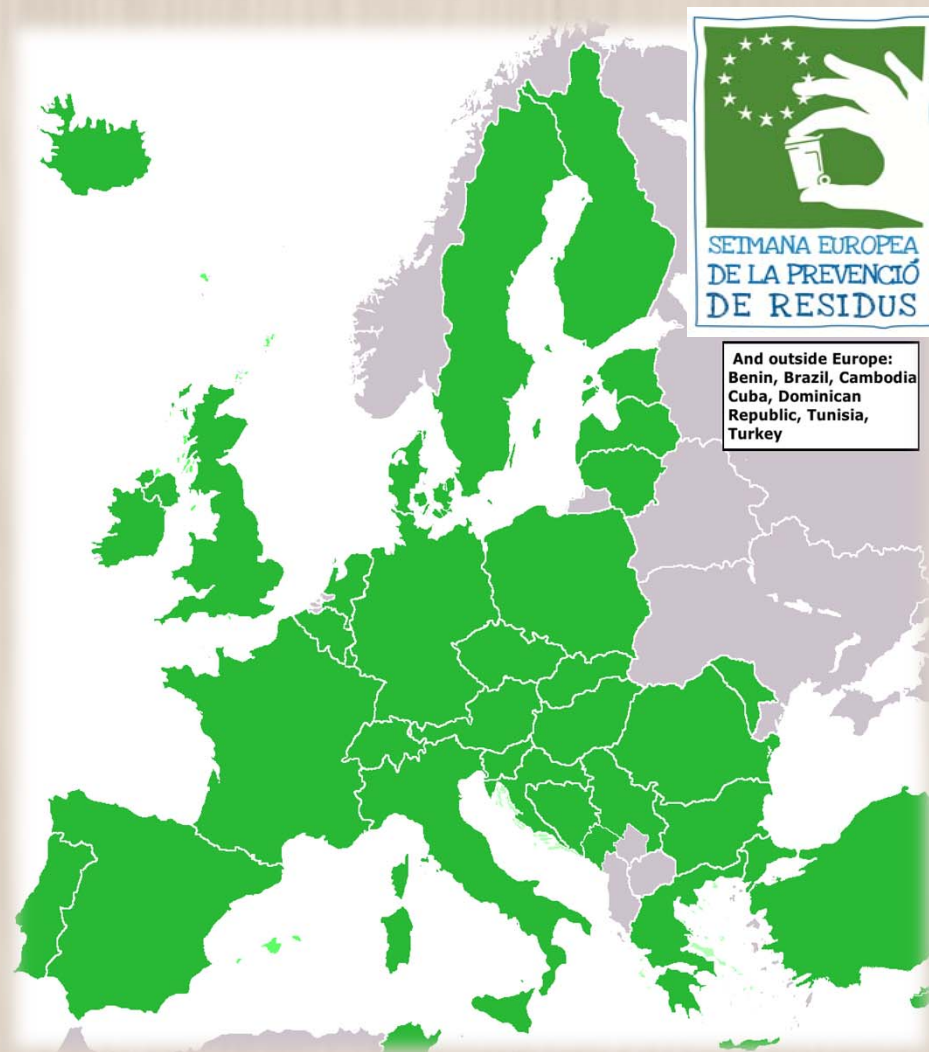 SETMANA EUROPEA
DE LA PREVENCIÓ
DE RESIDUS
And outside Europe:
Benin, Brazil, Cambodia
Cuba, Dominican
Republic, Tunisia,
Turkey